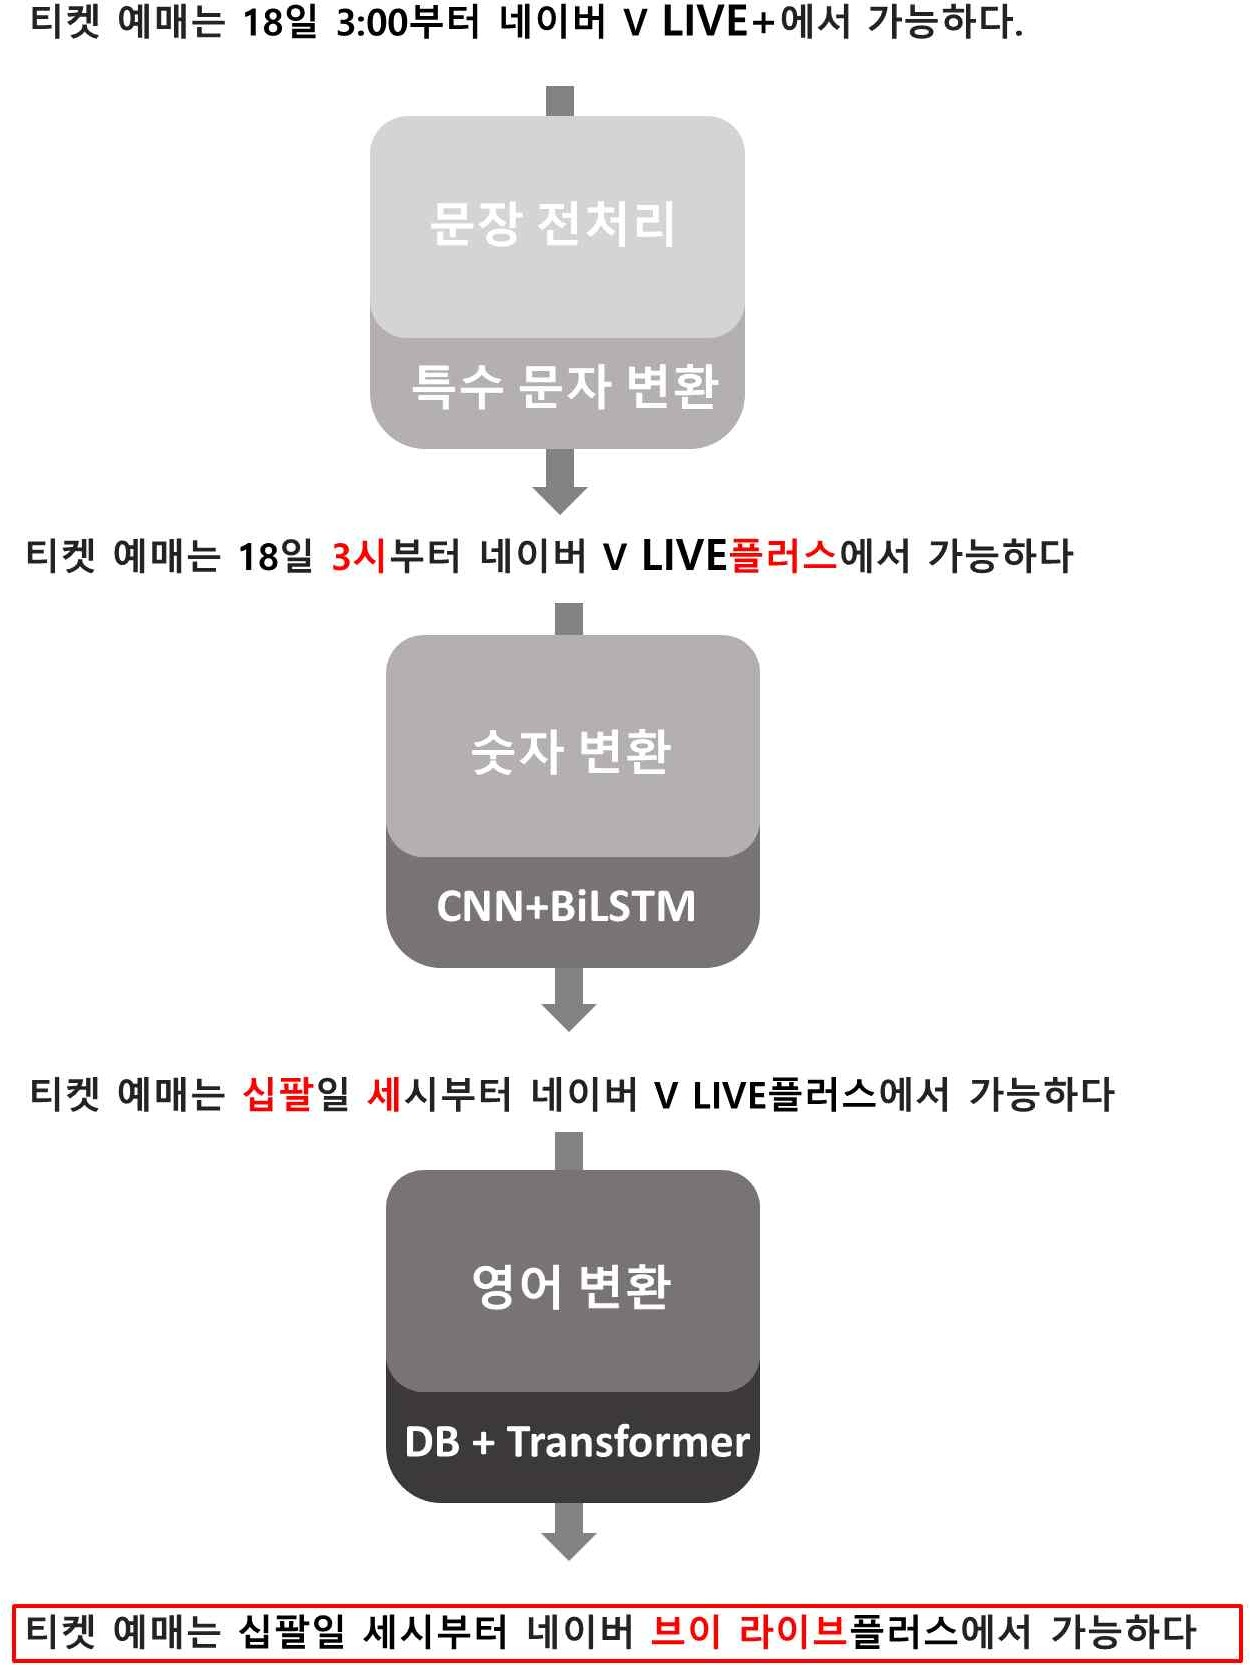 티켓 예매는 18일 3:00부터 네이버 V LIVE+에서 가능하다.
문장 전처리
특수 문자 변환
티켓 예매는 18일 3시부터 네이버 V LIVE플러스에서 가능하다
숫자 변환
CNN+BiLSTM
티켓 예매는 십팔일 세시부터 네이버 V LIVE플러스에서 가능하다
영어 변환
DB + Transformer
티켓 예매는 십팔일 세시부터 네이버 브이 라이브플러스에서 가능하다